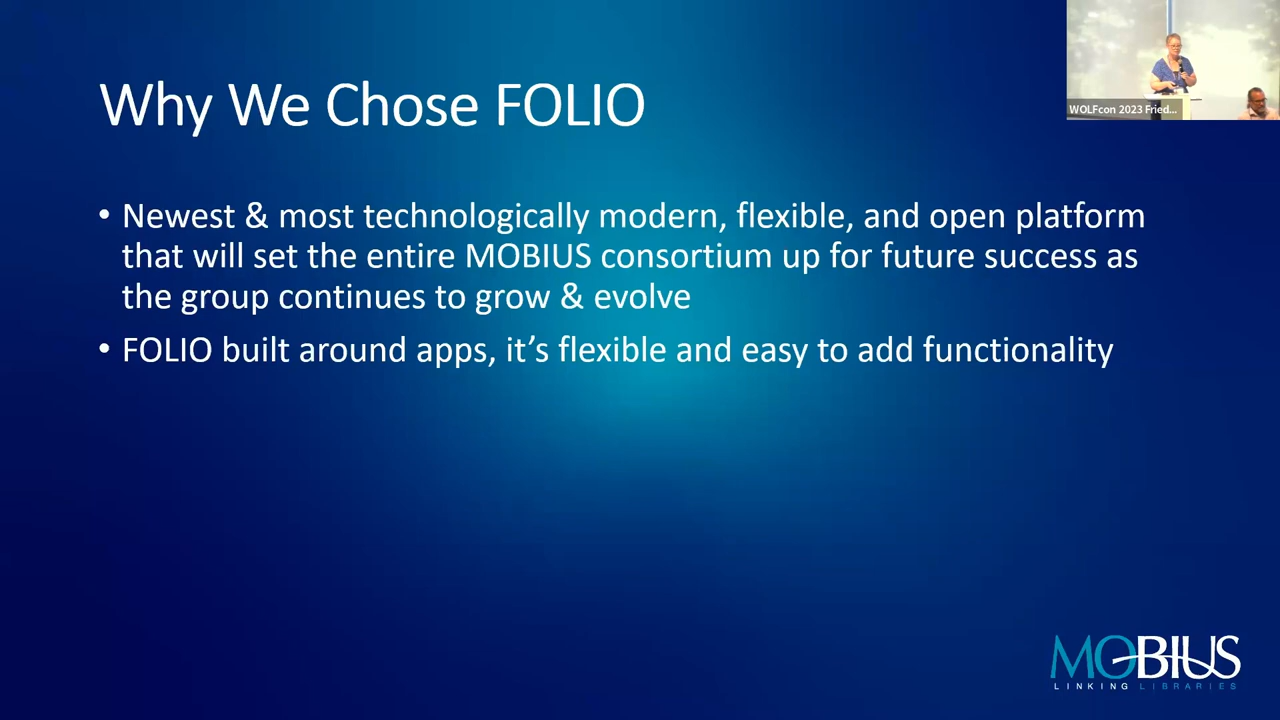 WOLFcon 2023 Fried...
Why We Chose FOLIO
• Newest & most technologically modern, flexible, and open platform
that will set the entire MOBIUS consortium up for future success as
the group continues to grow & evolve
• FOLIO built around apps, it’s flexible and easy to add functionality
MOBIUS
LINKING LIBRARIES